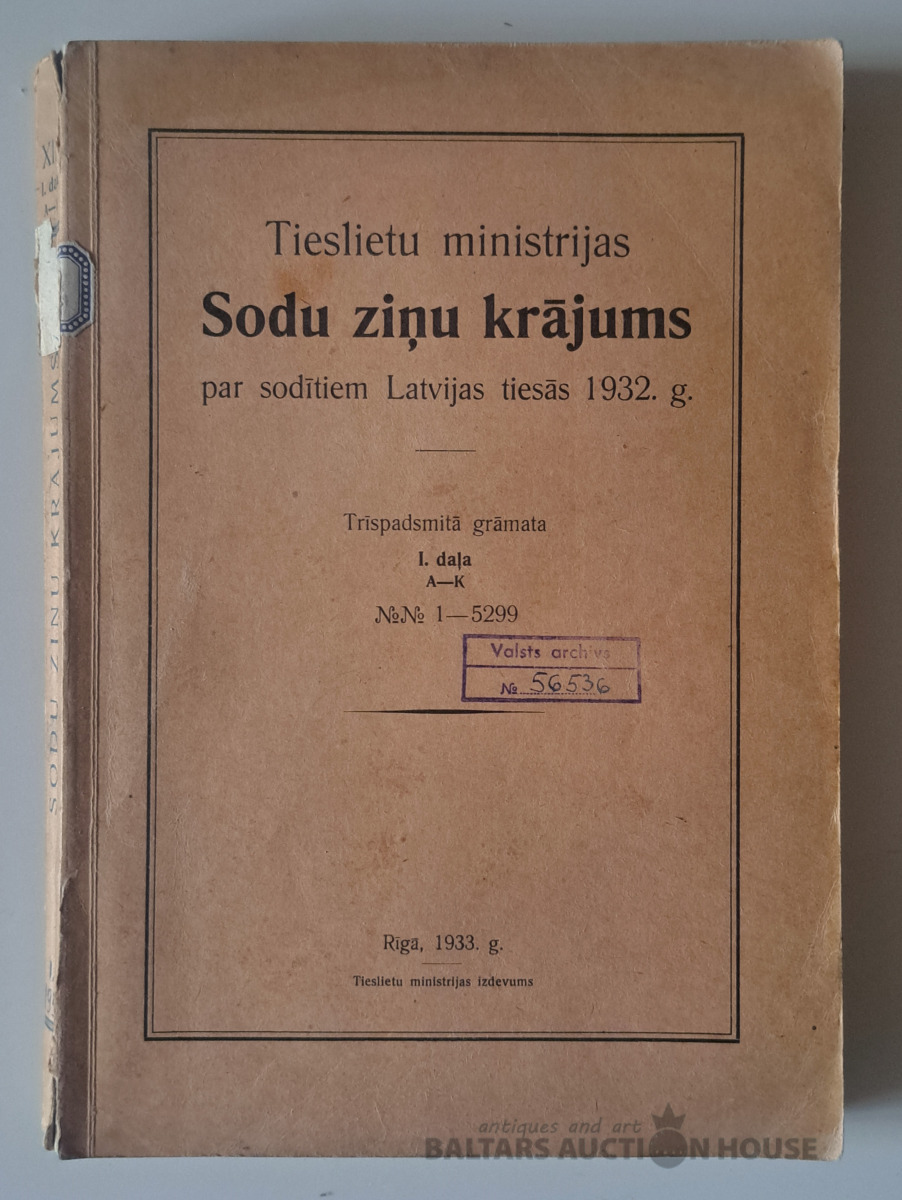 Tieslietu ministrijas
Sodu ziņu krājums
par sodītiem Latvijas tiesās 1932. g.
Trīspadsmitā grāmata
I. daļa
A—K
№№ 1—5299
Valsts archivs
№ 56536
Rīgā, 1933. g.
Tieslietu ministrijas izdevums
SODU ZIŅU KRĀJUMS
antiques and art
BALTARS AUCTION HOUSE